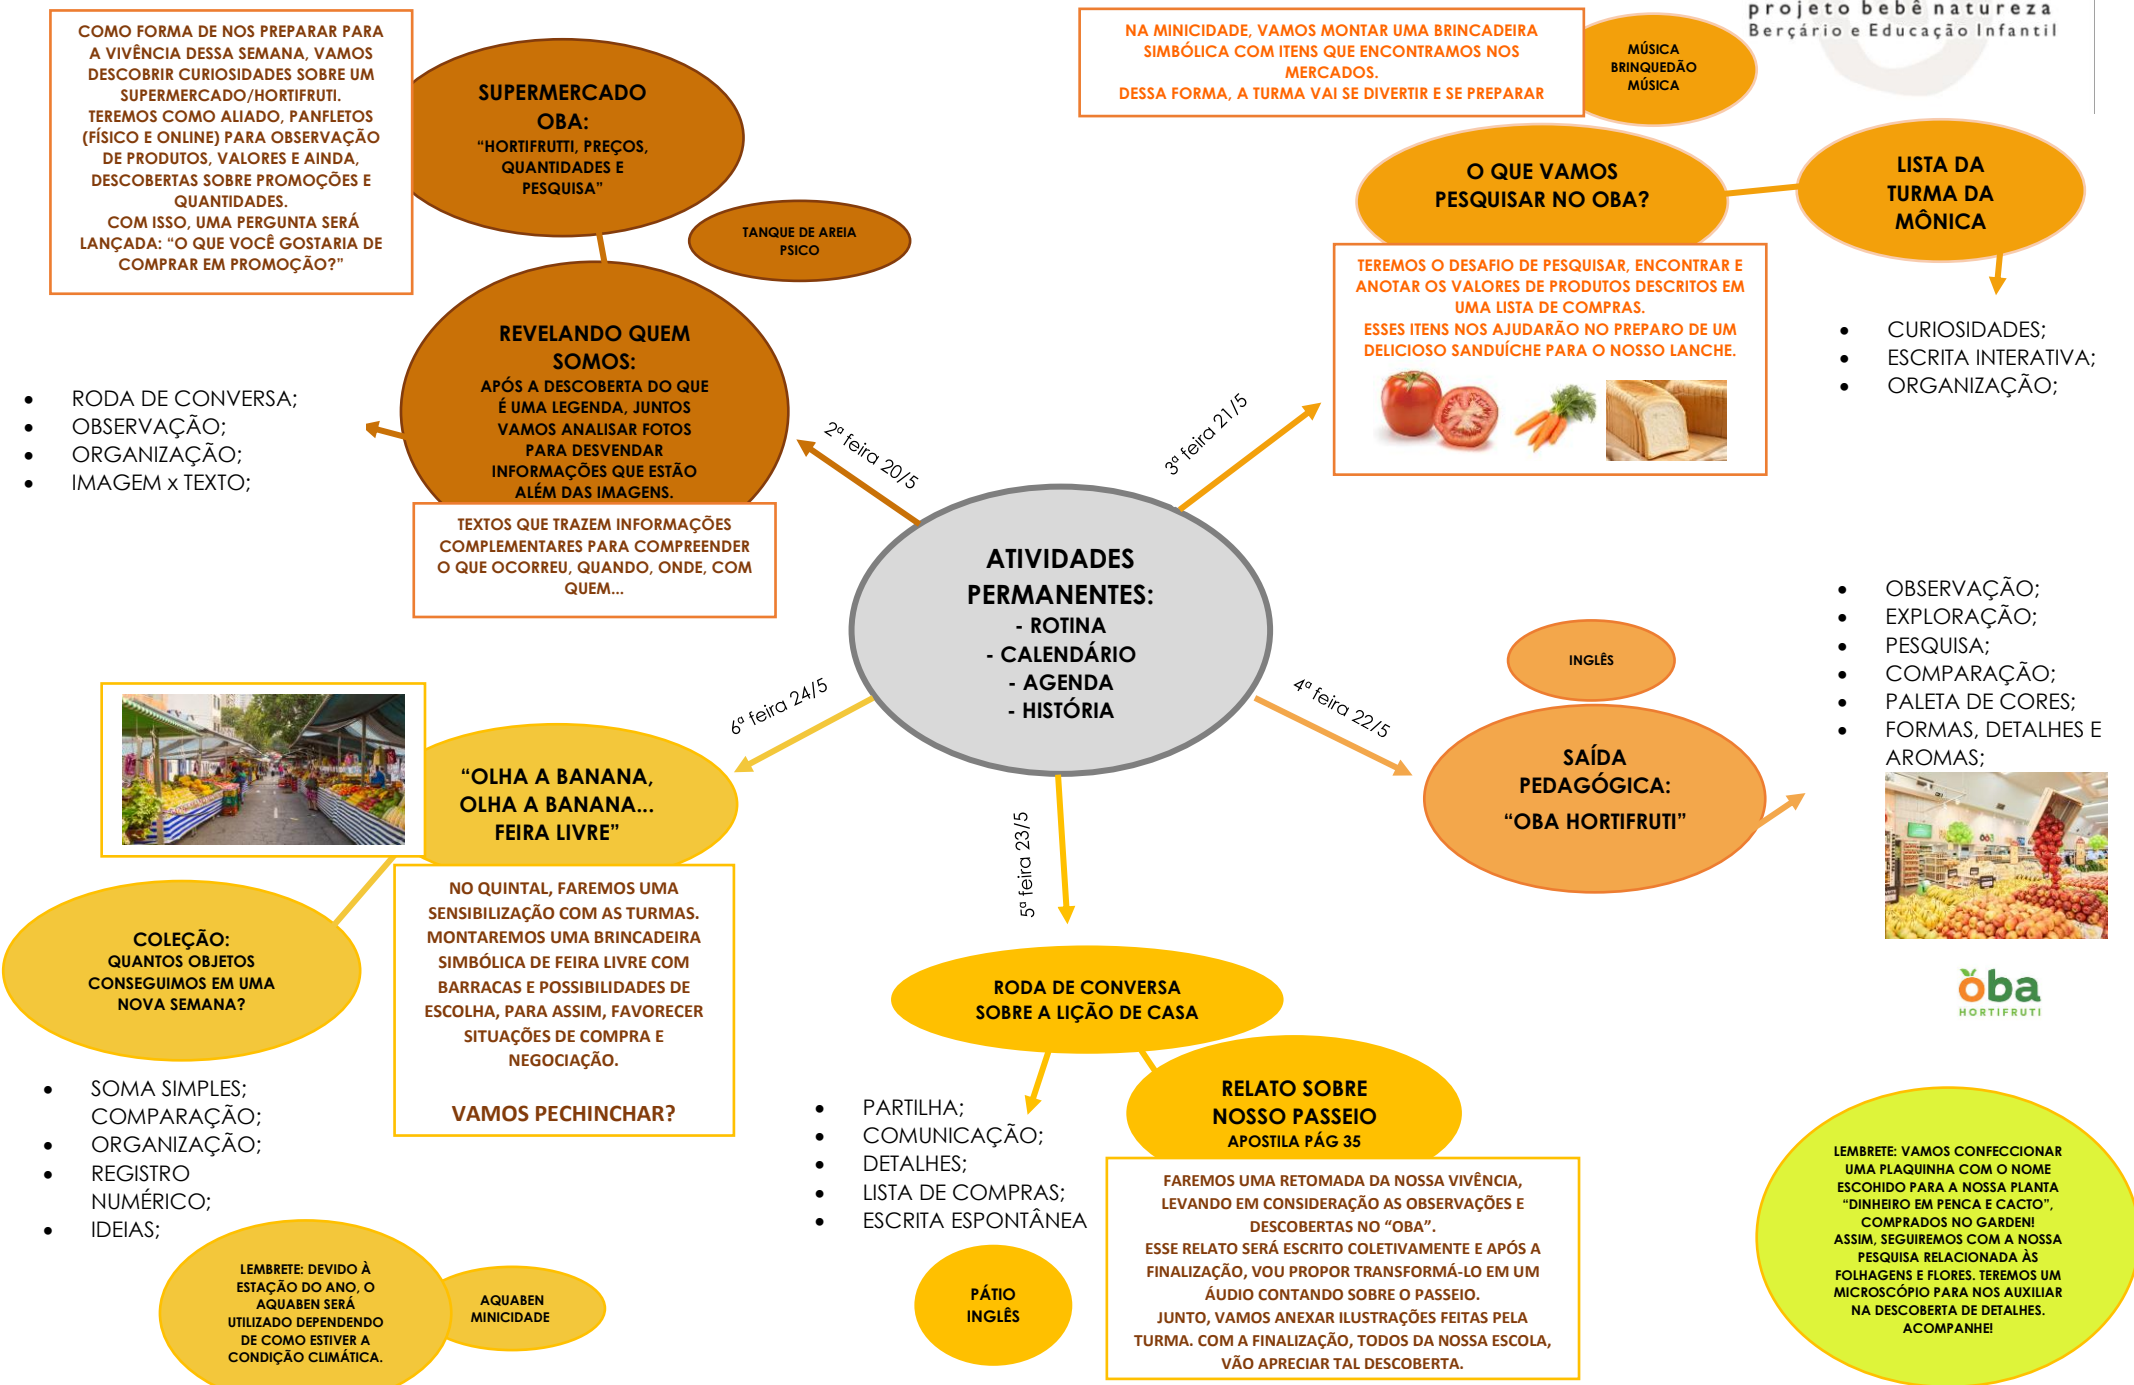 projeto bebê natureza
Berçário e Educação Infantil
COMO FORMA DE NOS PREPARAR PARA
A VIVÊNCIA DESSA SEMANA, VAMOS
DESCOBRIR CURIOSIDADES SOBRE UM
SUPERMERCADO/HORTIFRUTI.
TEREMOS COMO ALIADO, PANFLETOS
(FÍSICO E ONLINE) PARA OBSERVAÇÃO
DE PRODUTOS, VALORES E AINDA,
DESCOBERTAS SOBRE PROMOÇÕES E
QUANTIDADES.
COM ISSO, UMA PERGUNTA SERÁ
LANÇADA: “O QUE VOCÊ GOSTARIA DE
COMPRAR EM PROMOÇÃO?”
SUPERMERCADO
OBA:
“HORTIFRUTTI, PREÇOS,
QUANTIDADES E
PESQUISA”
TANQUE DE AREIA
PSICO
REVELANDO QUEM
SOMOS:
APÓS A DESCOBERTA DO QUE
É UMA LEGENDA, JUNTOS
VAMOS ANALISAR FOTOS
PARA DESVENDAR
INFORMAÇÕES QUE ESTÃO
ALÉM DAS IMAGENS.
TEXTOS QUE TRAZEM INFORMAÇÕES
COMPLEMENTARES PARA COMPREENDER
O QUE OCORREU, QUANDO, ONDE, COM
QUEM...
• RODA DE CONVERSA;
• OBSERVAÇÃO;
• ORGANIZAÇÃO;
• IMAGEM x TEXTO;
2ª feira 20/5
NA MINICIDADE, VAMOS MONTAR UMA BRINCADEIRA
SIMBÓLICA COM ITENS QUE ENCONTRAMOS NOS
MERCADOS.
DESSA FORMA, A TURMA VAI SE DIVERTIR E SE PREPARAR
MÚSICA
BRINQUEDÃO
MÚSICA
O QUE VAMOS
PESQUISAR NO OBA?
LISTA DA
TURMA DA
MÔNICA
TEREMOS O DESAFIO DE PESQUISAR, ENCONTRAR E
ANOTAR OS VALORES DE PRODUTOS DESCRITOS EM
UMA LISTA DE COMPRAS.
ESSES ITENS NOS AJUDARÃO NO PREPARO DE UM
DELICIOSO SANDUÍCHE PARA O NOSSO LANCHE.
• CURIOSIDADES;
• ESCRITA INTERATIVA;
• ORGANIZAÇÃO;
3ª feira 21/5
ATIVIDADES
PERMANENTES:
- ROTINA
- CALENDÁRIO
- AGENDA
- HISTÓRIA
4ª feira 22/5
INGLÊS
SAÍDA
PEDAGÓGICA:
“OBA HORTIFRUTI”
• OBSERVAÇÃO;
• EXPLORAÇÃO;
• PESQUISA;
• COMPARAÇÃO;
• PALETA DE CORES;
• FORMAS, DETALHES E
AROMAS;
oba
HORTIFRUTI
5ª feira 23/5
RODA DE CONVERSA
SOBRE A LIÇÃO DE CASA
• PARTILHA;
• COMUNICAÇÃO;
• DETALHES;
• LISTA DE COMPRAS;
• ESCRITA ESPONTÂNEA
RELATO SOBRE
NOSSO PASSEIO
APOSTILA PÁG 35
FAREMOS UMA RETOMADA DA NOSSA VIVÊNCIA,
LEVANDO EM CONSIDERAÇÃO AS OBSERVAÇÕES E
DESCOBERTAS NO “OBA”.
ESSE RELATO SERÁ ESCRITO COLETIVAMENTE E APÓS A
FINALIZAÇÃO, VOU PROPOR TRANSFORMÁ-LO EM UM
ÁUDIO CONTANDO SOBRE O PASSEIO.
JUNTO, VAMOS ANEXAR ILUSTRAÇÕES FEITAS PELA
TURMA. COM A FINALIZAÇÃO, TODOS DA NOSSA ESCOLA,
VÃO APRECIAR TAL DESCOBERTA.
PÁTIO
INGLÊS
6ª feira 24/5
“OLHA A BANANA,
OLHA A BANANA...
FEIRA LIVRE”
NO QUINTAL, FAREMOS UMA
SENSIBILIZAÇÃO COM AS TURMAS.
MONTAREMOS UMA BRINCADEIRA
SIMBÓLICA DE FEIRA LIVRE COM
BARRACAS E POSSIBILIDADES DE
ESCOLHA, PARA ASSIM, FAVORECER
SITUAÇÕES DE COMPRA E
NEGOCIAÇÃO.
VAMOS PECHINCHAR?
COLEÇÃO:
QUANTOS OBJETOS
CONSEGUIMOS EM UMA
NOVA SEMANA?
• SOMA SIMPLES;
COMPARAÇÃO;
• ORGANIZAÇÃO;
• REGISTRO
NUMÉRICO;
• IDEIAS;
LEMBRETE: DEVIDO À
ESTAÇÃO DO ANO, O
AQUABEN SERÁ
UTILIZADO DEPENDENDO
DE COMO ESTIVER A
CONDIÇÃO CLIMÁTICA.
AQUABEN
MINICIDADE
LEMBRETE: VAMOS CONFECCIONAR
UMA PLAQUINHA COM O NOME
ESCOHIDO PARA A NOSSA PLANTA
“DINHEIRO EM PENCA E CACTO”,
COMPRADOS NO GARDEN!
ASSIM, SEGUIREMOS COM A NOSSA
PESQUISA RELACIONADA ÀS
FOLHAGENS E FLORES. TEREMOS UM
MICROSCÓPIO PARA NOS AUXILIAR
NA DESCOBERTA DE DETALHES.
ACOMPANHE!